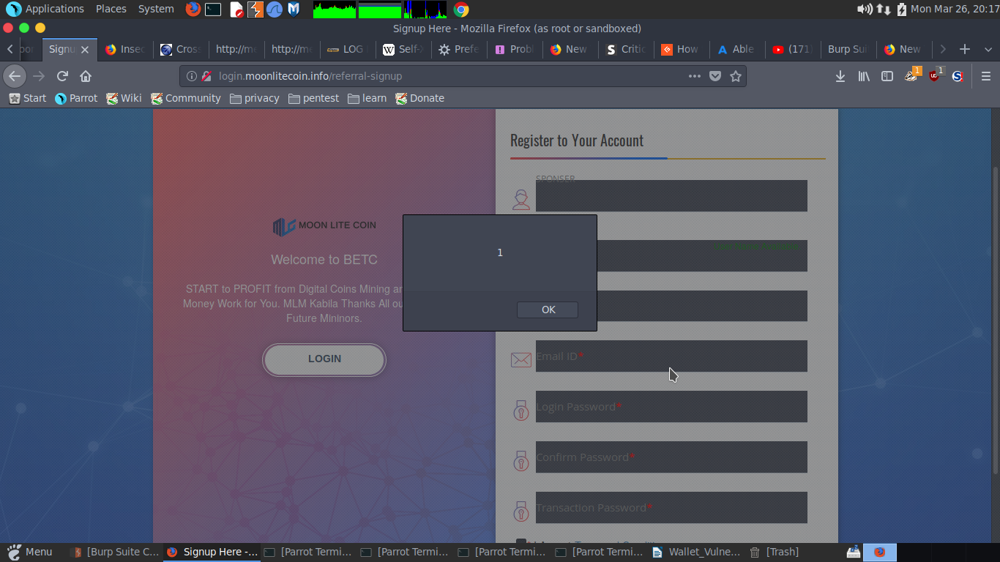 Applications Places System Mon Mar 26, 20:17
Signup Here - Mozilla Firefox (as root or sandboxed)
Signu Insec Cross http://me http://me LOG Self- Prefe Probl New Critic How Able (171) Burp Sui New
login.moonlitecoin.info/referral-signup
1 1
Start Parrot Wiki Community privacy pentest learn Donate
Register to Your Account
SPONSER
MOON LITE COIN
Welcome to BETC
START to PROFIT from Digital Coins Mining an
Money Work for You. MLM Kabila Thanks All ou
Future Mininors.
LOGIN
1
OK
Email ID*
Login Password*
Confirm Password*
Transaction Password*
Menu [Burp Suite C... Signup Here -... [Parrot Termi... [Parrot Termi... [Parrot Termi... [Parrot Termi... Wallet_Vulne... [Trash]